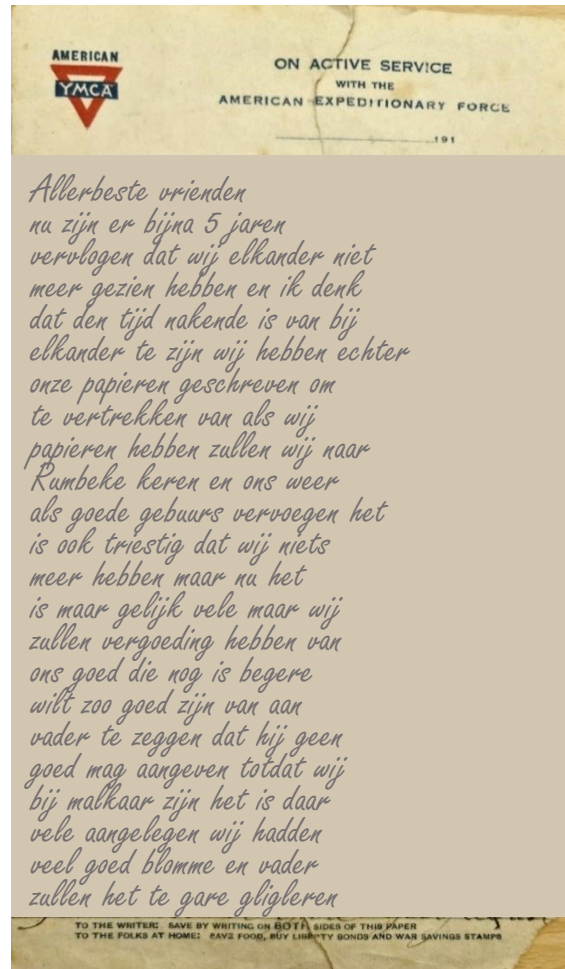 AMERICAN
YMCA
ON ACTIVE SERVICE
WITH THE
AMERICAN EXPEDITIONARY FORCE
191
Allerbeste vrienden
nu zijn er bijna 5 jaren
vervlogen dat wij elkander niet
meer gezien hebben en ik denk
dat den tijd nakende is van bij
elkander te zijn wij hebben echter
onze papieren geschreven om
te vertrekken van als wij
papieren hebben zullen wij naar
Rumbeke keren en ons weer
als goede gebuurs vervoegen het
is ook triestig dat wij niets
meer hebben maar nu het
is maar gelijk vele maar wij
zullen vergoeding hebben van
ons goed die nog is begere
wilt zoo goed zijn van aan
vader te zeggen dat hij geen
goed mag aangeven totdat wij
bij malkaar zijn het is daar
vele aangelegen wij hadden
veel goed blomme en vader
zullen het te gare gligleren
TO THE WRITER: SAVE BY WRITING ON BOTH SIDES OF THIS PAPER
TO THE FOLKS AT HOME: SAVE FOOD, BUY LIBERTY BONDS AND WAR SAVINGS STAMPS